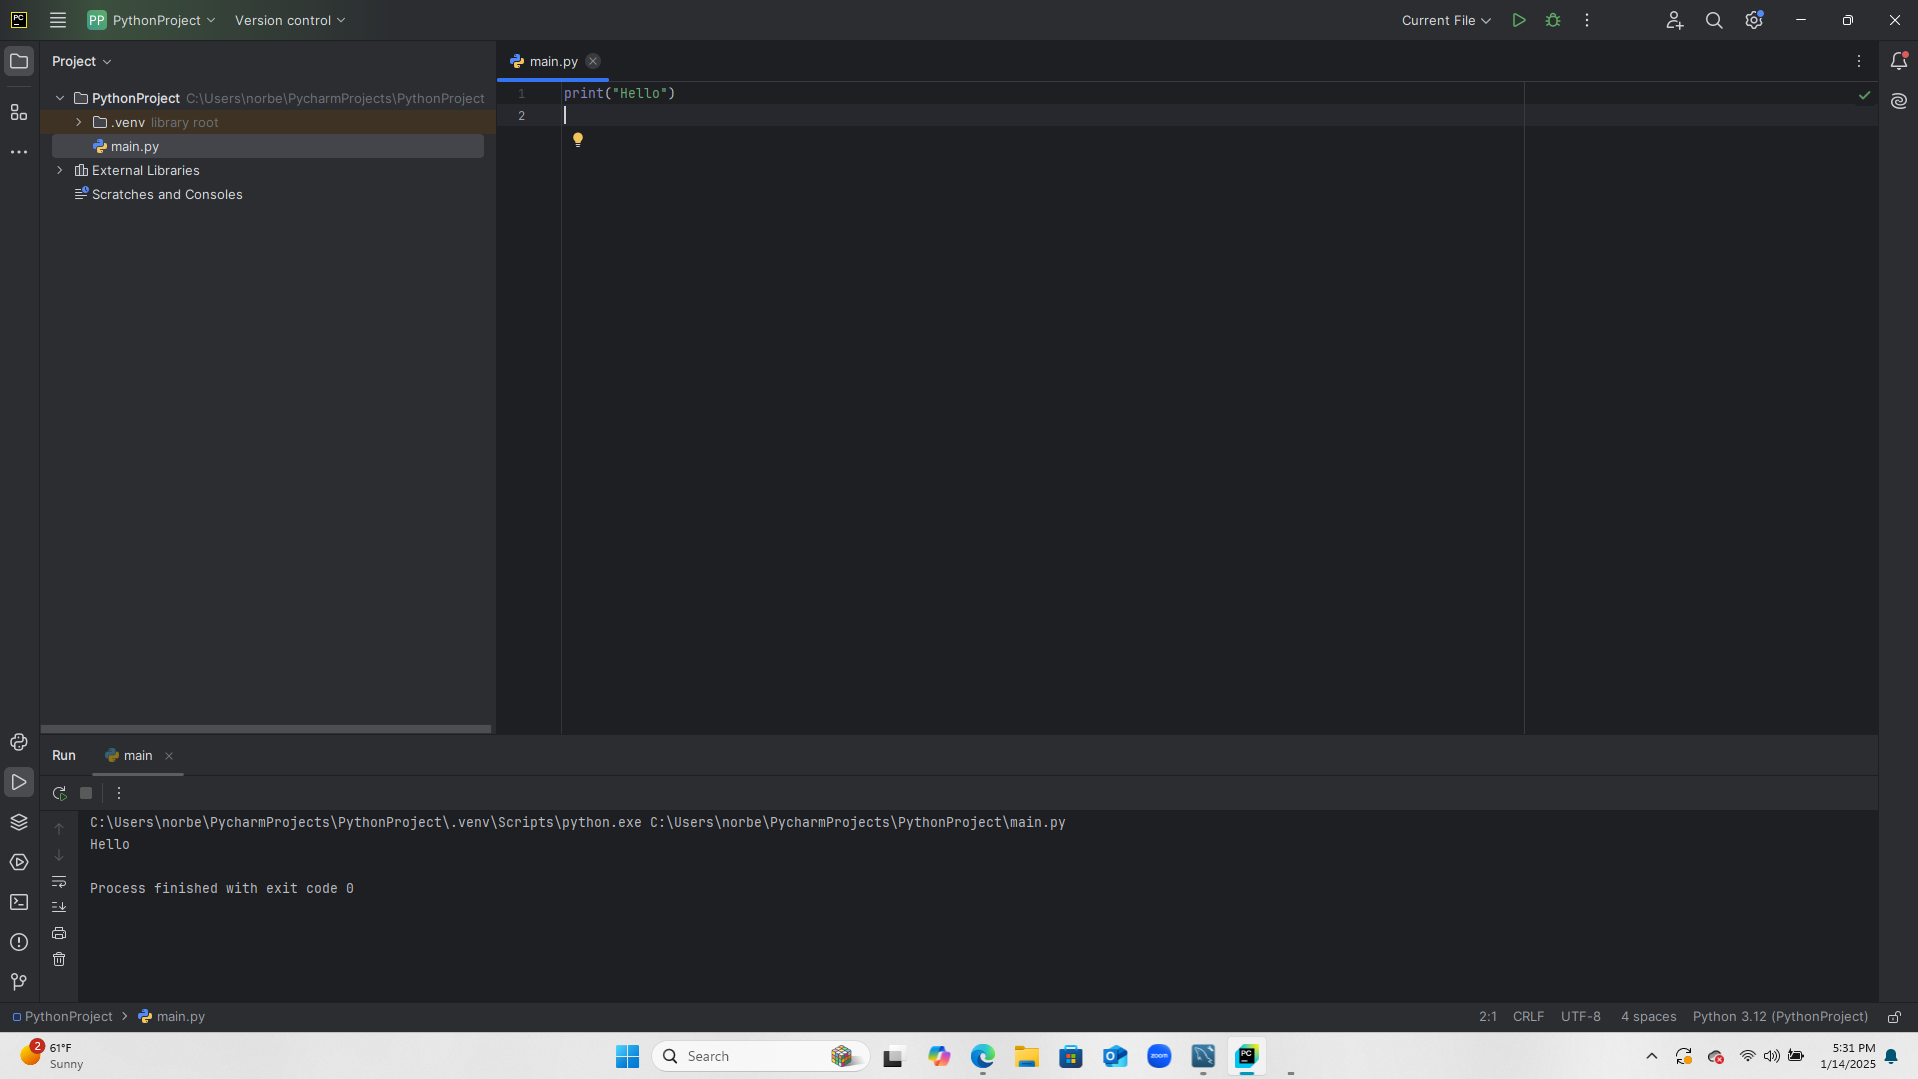 PC
PP PythonProject
Version control
Current File
Project
main.py
PythonProject C:\Users\norbe\PycharmProjects\PythonProject
.venv library root
main.py
External Libraries
Scratches and Consoles
1 print("Hello")
2
Run
main
C:\Users\norbe\PycharmProjects\PythonProject\.venv\Scripts\python.exe C:\Users\norbe\PycharmProjects\PythonProject\main.py
Hello
Process finished with exit code 0
PythonProject
main.py
2:1
CRLF
UTF-8
4 spaces
Python 3.12 (PythonProject)
2
61°F
Sunny
Search
zoom
PC
5:31 PM
1/14/2025